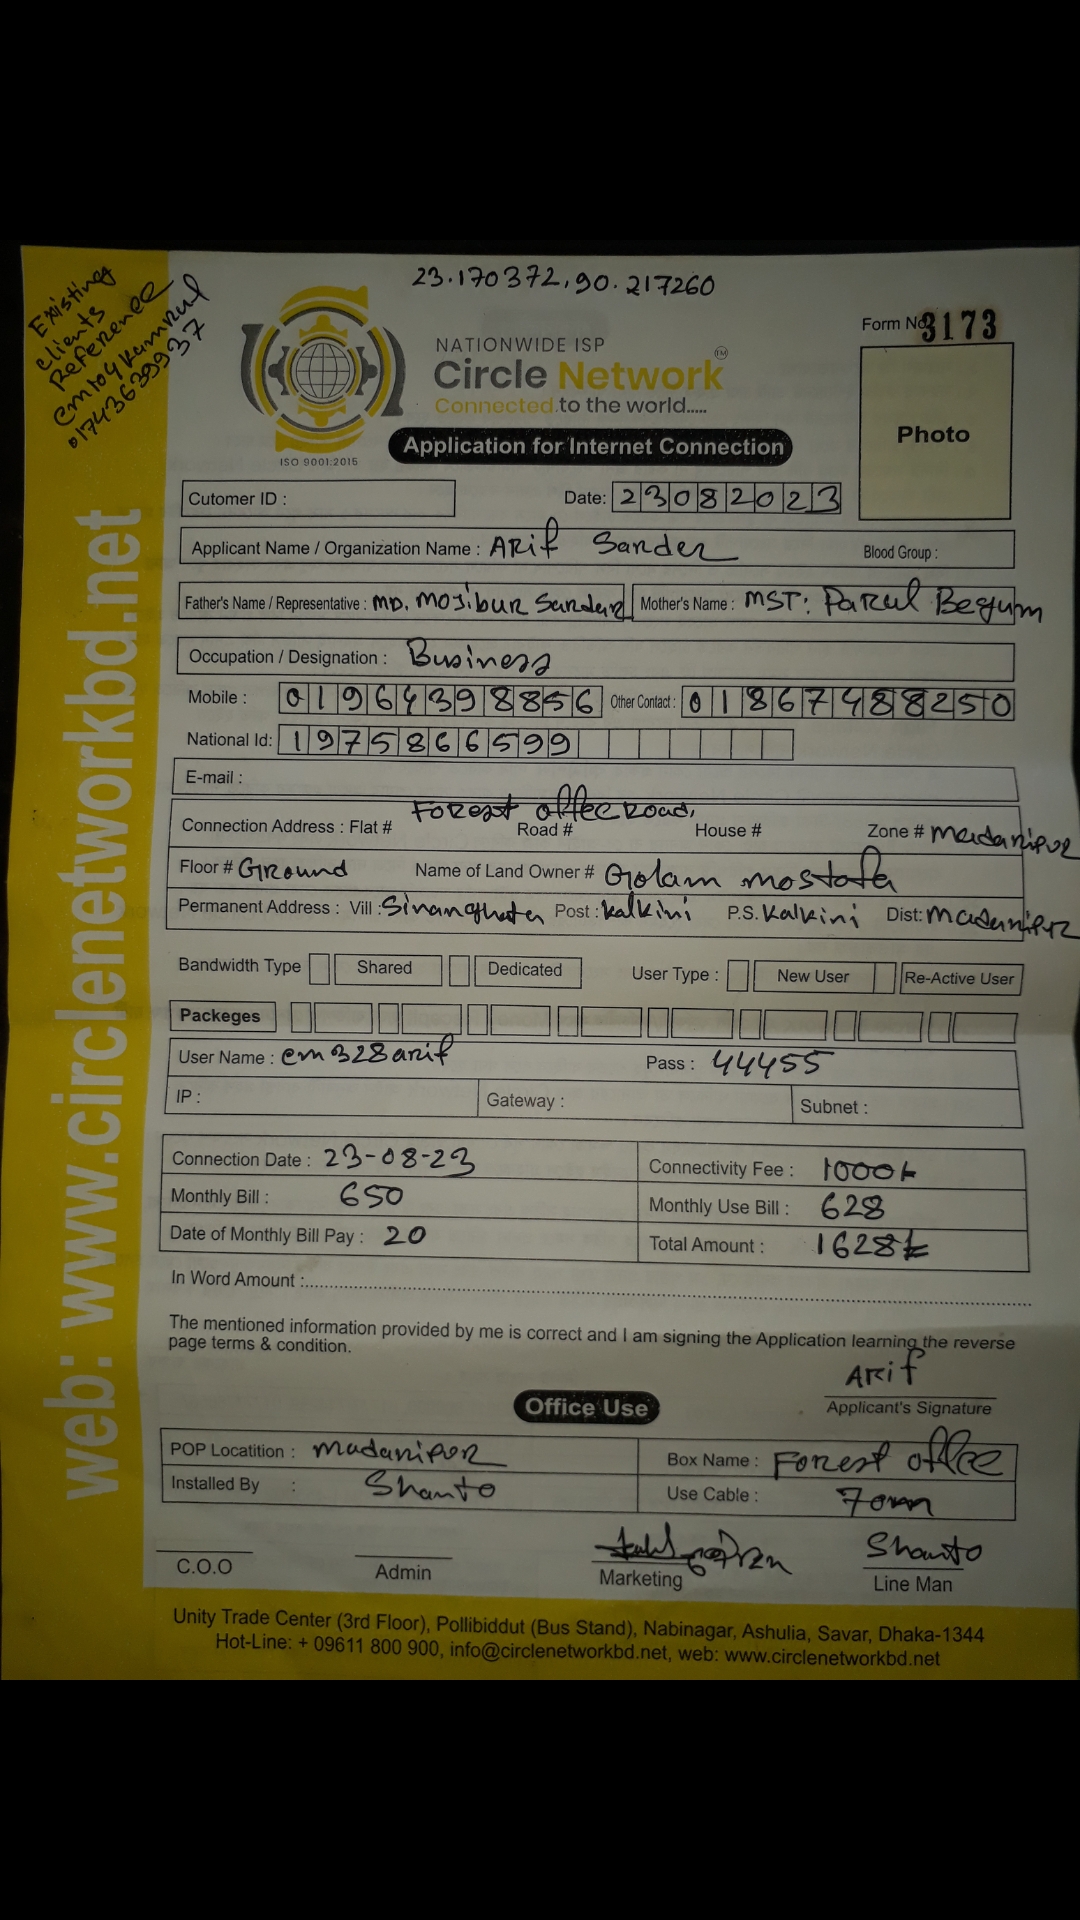 23.170372,90.217260
Existing
clients
Reference
em104kamrul
01743639937
Form No 3173
NATIONWIDE ISP
Circle Network TM
Connected to the world.....
ISO 9001:2015
Application for Internet Connection
Photo
Cutomer ID :
Date: 23082023
Applicant Name / Organization Name : ARif Sarder Blood Group :
Father's Name / Representative : MD. MOJibur Sardar Mother's Name : MST: Parul Begum
Occupation / Designation : Business
Mobile : 01964398856 Other Contact : 01867488250
National Id: 1975866599
E-mail :
Forest office Road,
Connection Address : Flat # Road # House # Zone # Madaripur
Floor # Ground Name of Land Owner # Golam mostafa
Permanent Address : Vill : Post : Kalkini P.S. Kalkini Dist: Madaripur
Bandwidth Type Shared Dedicated User Type : New User Re-Active User
Packeges
User Name : em328arif Pass : 44455
IP : Gateway : Subnet :
Connection Date : 23-08-23 Connectivity Fee : 1000
Monthly Bill : 650 Monthly Use Bill : 628
Date of Monthly Bill Pay : 20 Total Amount : 1628
In Word Amount :
The mentioned information provided by me is correct and I am signing the Application learning the reverse
page terms & condition.
ARif
Applicant's Signature
Office Use
POP Locatition : Madaripur Box Name : Forest office
Installed By : Shanto Use Cable : 70m
Shanto
C.O.O Admin Marketing Line Man
Unity Trade Center (3rd Floor), Pollibiddut (Bus Stand), Nabinagar, Ashulia, Savar, Dhaka-1344
Hot-Line: + 09611 800 900, info@circlenetworkbd.net, web: www.circlenetworkbd.net
web: www.circlenetworkbd.net